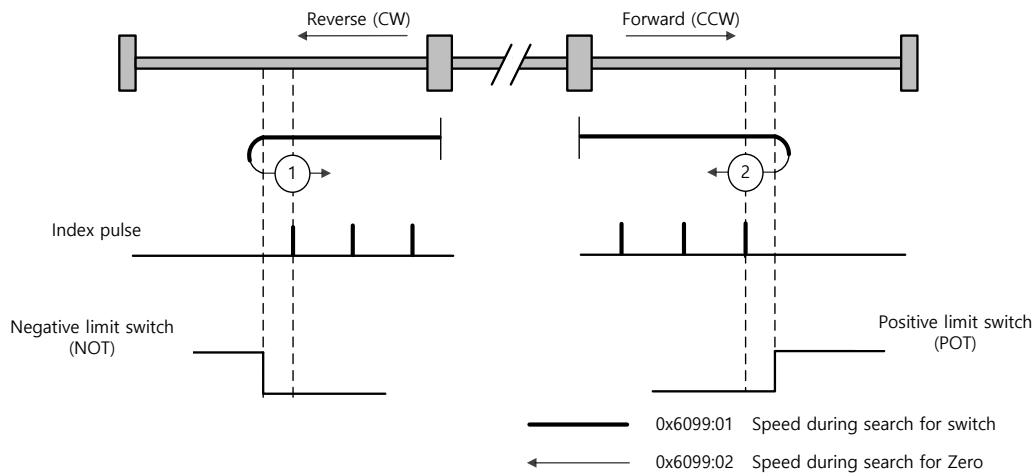 Reverse (CW)
Forward (CCW)
1
2
Index pulse
Negative limit switch
(NOT)
Positive limit switch
(POT)
0x6099:01 Speed during search for switch
0x6099:02 Speed during search for Zero